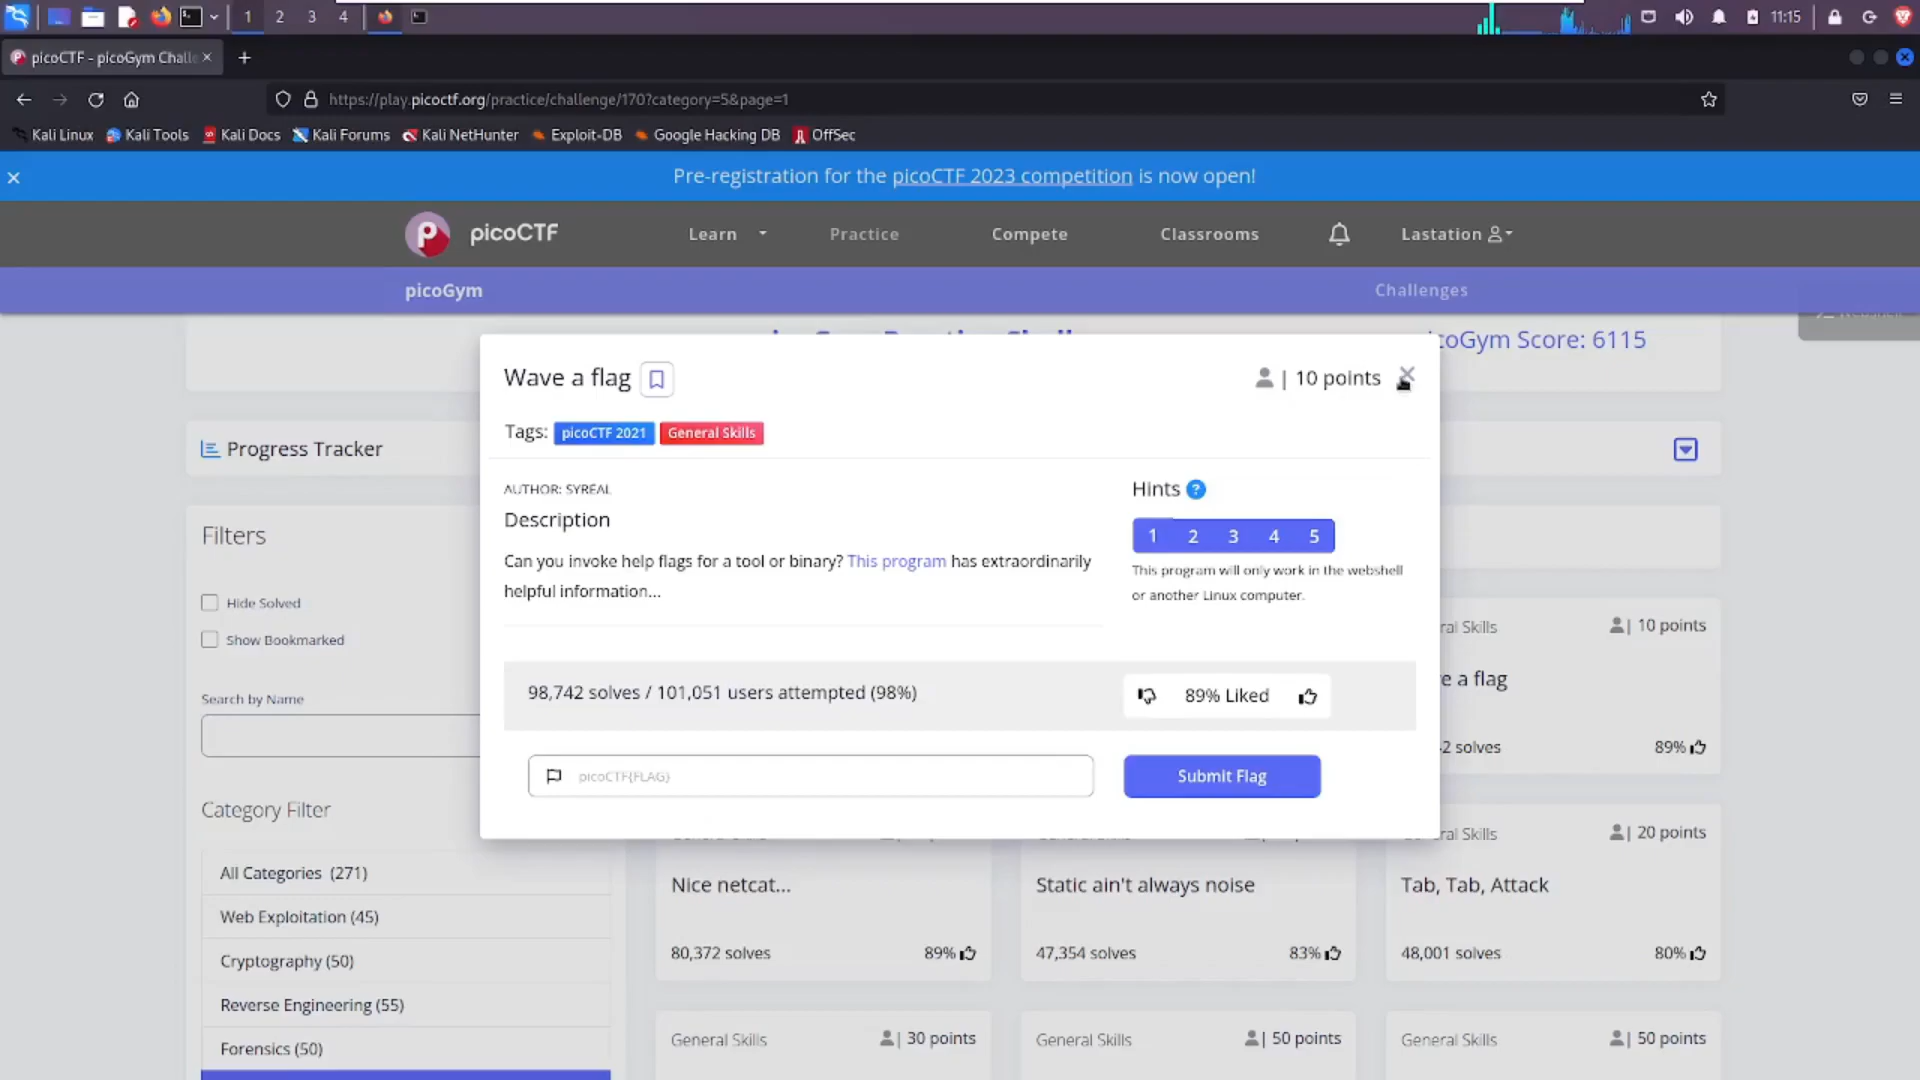 1 2 3 4 11:15
picoCTF - picoGym Chall
https://play.picoctf.org/practice/challenge/170?category=5&page=1
Kali Linux Kali Tools Kali Docs Kali Forums Kali NetHunter Exploit-DB Google Hacking DB OffSec
Pre-registration for the picoCTF 2023 competition is now open!
picoCTF Learn Practice Compete Classrooms Lastation
picoGym Challenges
coGym Score: 6115
Wave a flag | 10 points
Tags: picoCTF 2021 General Skills
Progress Tracker
AUTHOR: SYREAL
Hints ?
Description
1 2 3 4 5
Can you invoke help flags for a tool or binary? This program has extraordinarily
helpful information...
This program will only work in the webshell
or another Linux computer.
Filters
Hide Solved
Show Bookmarked
Search by Name
98,742 solves / 101,051 users attempted (98%)
89% Liked
picoCTF{FLAG}
Submit Flag
ral Skills | 10 points
e a flag
2 solves 89%
Category Filter
All Categories (271)
Web Exploitation (45)
Cryptography (50)
Reverse Engineering (55)
Forensics (50)
Nice netcat...
80,372 solves 89%
Static ain't always noise
47,354 solves 83%
ral Skills | 20 points
Tab, Tab, Attack
48,001 solves 80%
General Skills | 30 points
General Skills | 50 points
General Skills | 50 points